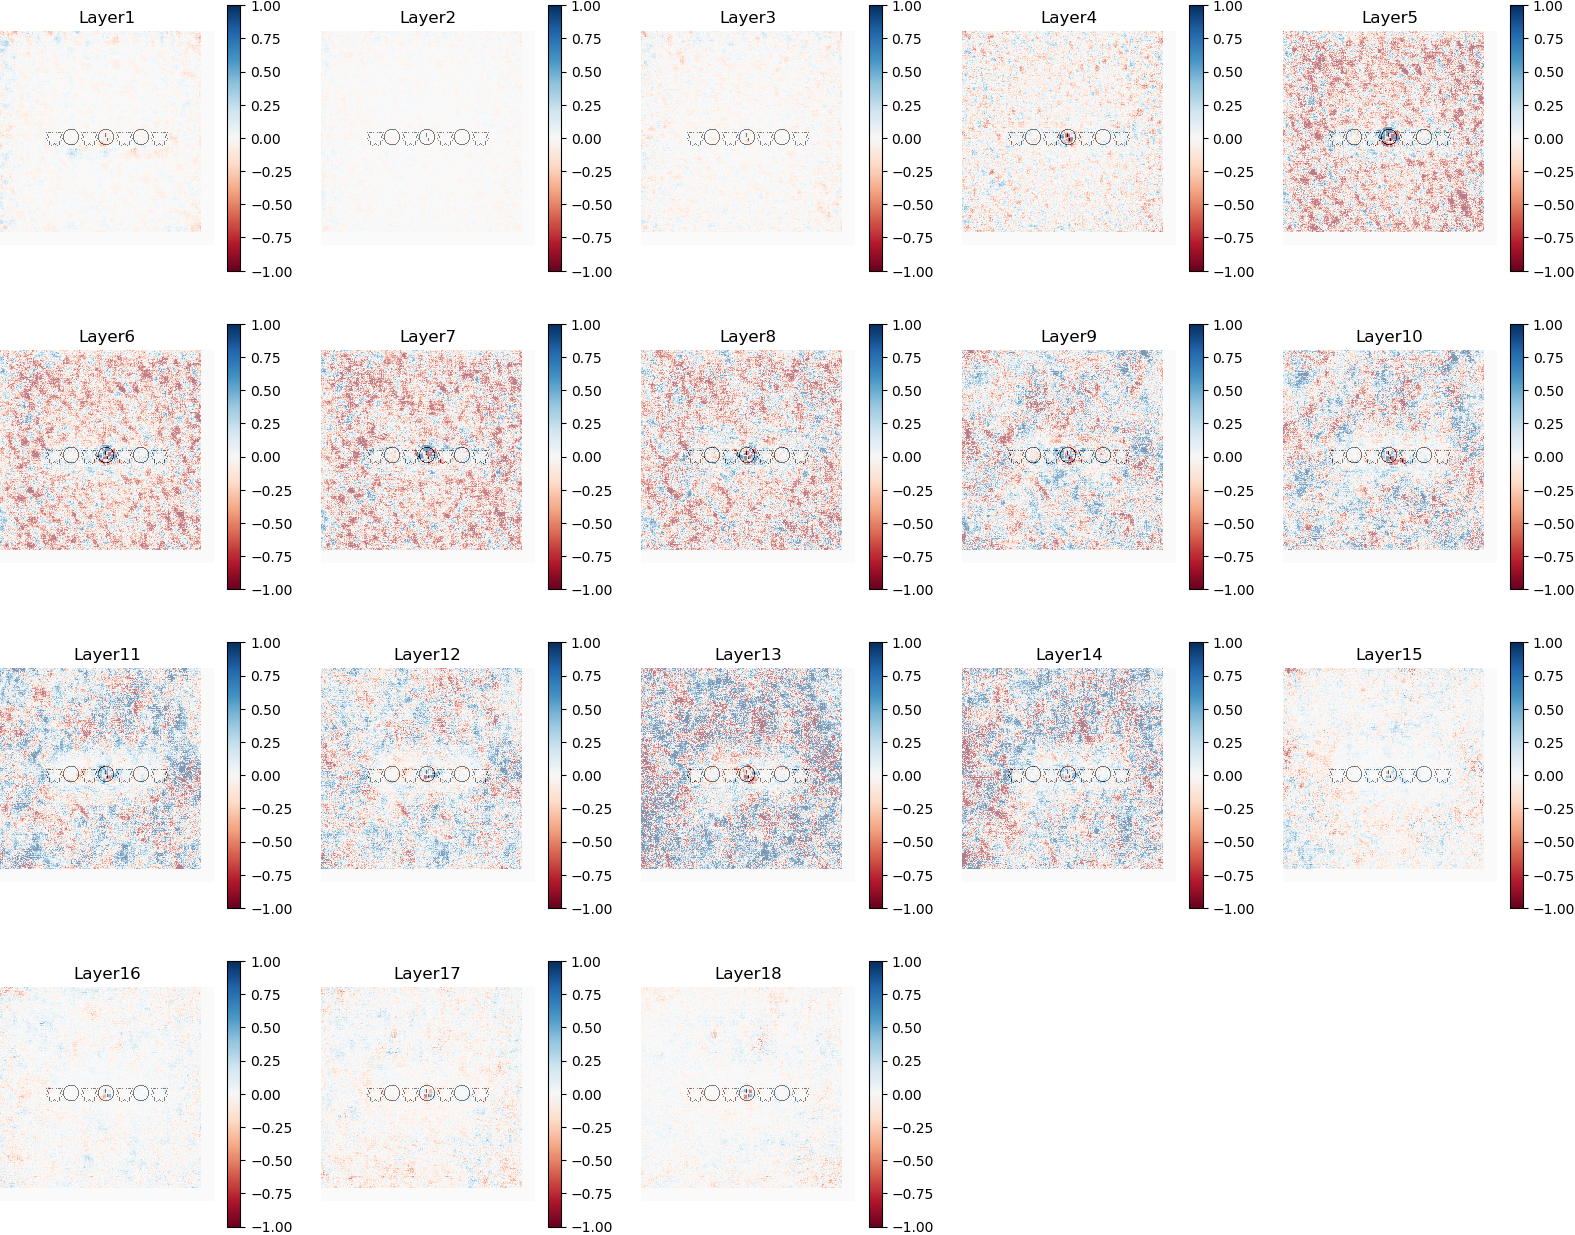 Layer1 Layer2 Layer3 Layer4 Layer5
1.00 1.00 1.00 1.00 1.00
0.75 0.75 0.75 0.75 0.75
0.50 0.50 0.50 0.50 0.50
0.25 0.25 0.25 0.25 0.25
0.00 0.00 0.00 0.00 0.00
−0.25 −0.25 −0.25 −0.25 −0.25
−0.50 −0.50 −0.50 −0.50 −0.50
−0.75 −0.75 −0.75 −0.75 −0.75
−1.00 −1.00 −1.00 −1.00 −1.00
Layer6 Layer7 Layer8 Layer9 Layer10
1.00 1.00 1.00 1.00 1.00
0.75 0.75 0.75 0.75 0.75
0.50 0.50 0.50 0.50 0.50
0.25 0.25 0.25 0.25 0.25
0.00 0.00 0.00 0.00 0.00
−0.25 −0.25 −0.25 −0.25 −0.25
−0.50 −0.50 −0.50 −0.50 −0.50
−0.75 −0.75 −0.75 −0.75 −0.75
−1.00 −1.00 −1.00 −1.00 −1.00
Layer11 Layer12 Layer13 Layer14 Layer15
1.00 1.00 1.00 1.00 1.00
0.75 0.75 0.75 0.75 0.75
0.50 0.50 0.50 0.50 0.50
0.25 0.25 0.25 0.25 0.25
0.00 0.00 0.00 0.00 0.00
−0.25 −0.25 −0.25 −0.25 −0.25
−0.50 −0.50 −0.50 −0.50 −0.50
−0.75 −0.75 −0.75 −0.75 −0.75
−1.00 −1.00 −1.00 −1.00 −1.00
Layer16 Layer17 Layer18
1.00 1.00 1.00
0.75 0.75 0.75
0.50 0.50 0.50
0.25 0.25 0.25
0.00 0.00 0.00
−0.25 −0.25 −0.25
−0.50 −0.50 −0.50
−0.75 −0.75 −0.75
−1.00 −1.00 −1.00